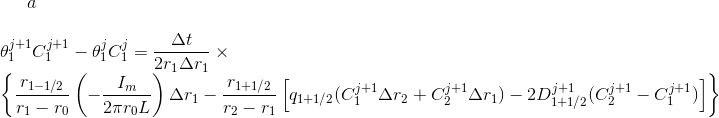 a
θ_1^{j+1} C_1^{j+1} − θ_1^j C_1^j = \frac{Δt}{2r_1 Δr_1} ×
\left\{ \frac{r_{1−1/2}}{r_1 − r_0} \left( −\frac{I_m}{2πr_0 L} \right) Δr_1 − \frac{r_{1+1/2}}{r_2 − r_1} \left[ q_{1+1/2}(C_1^{j+1} Δr_2 + C_2^{j+1} Δr_1) − 2D_{1+1/2}^{j+1}(C_2^{j+1} − C_1^{j+1}) \right] \right\}